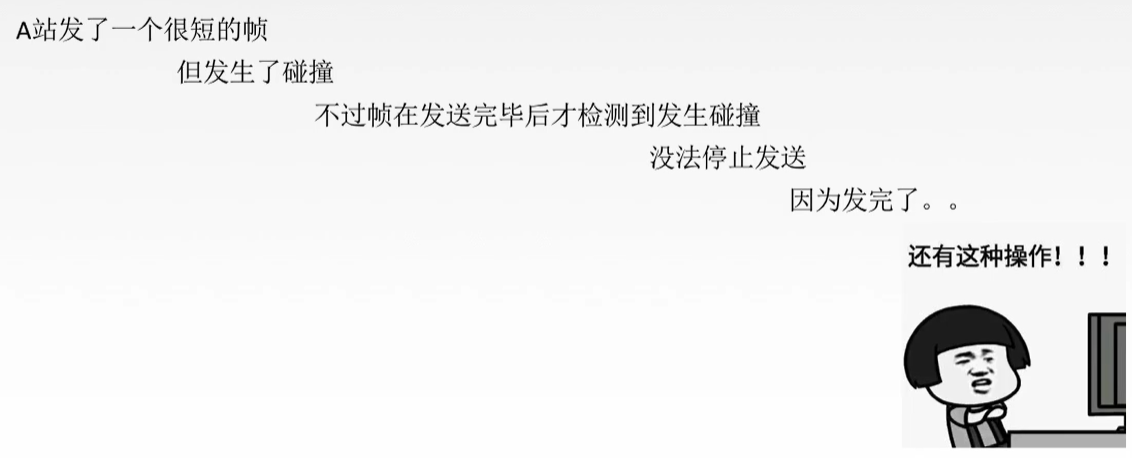 A站发了一个很短的帧
但发生了碰撞
不过帧在发送完毕后才检测到发生碰撞
没法停止发送
因为发完了。。
还有这种操作！！！